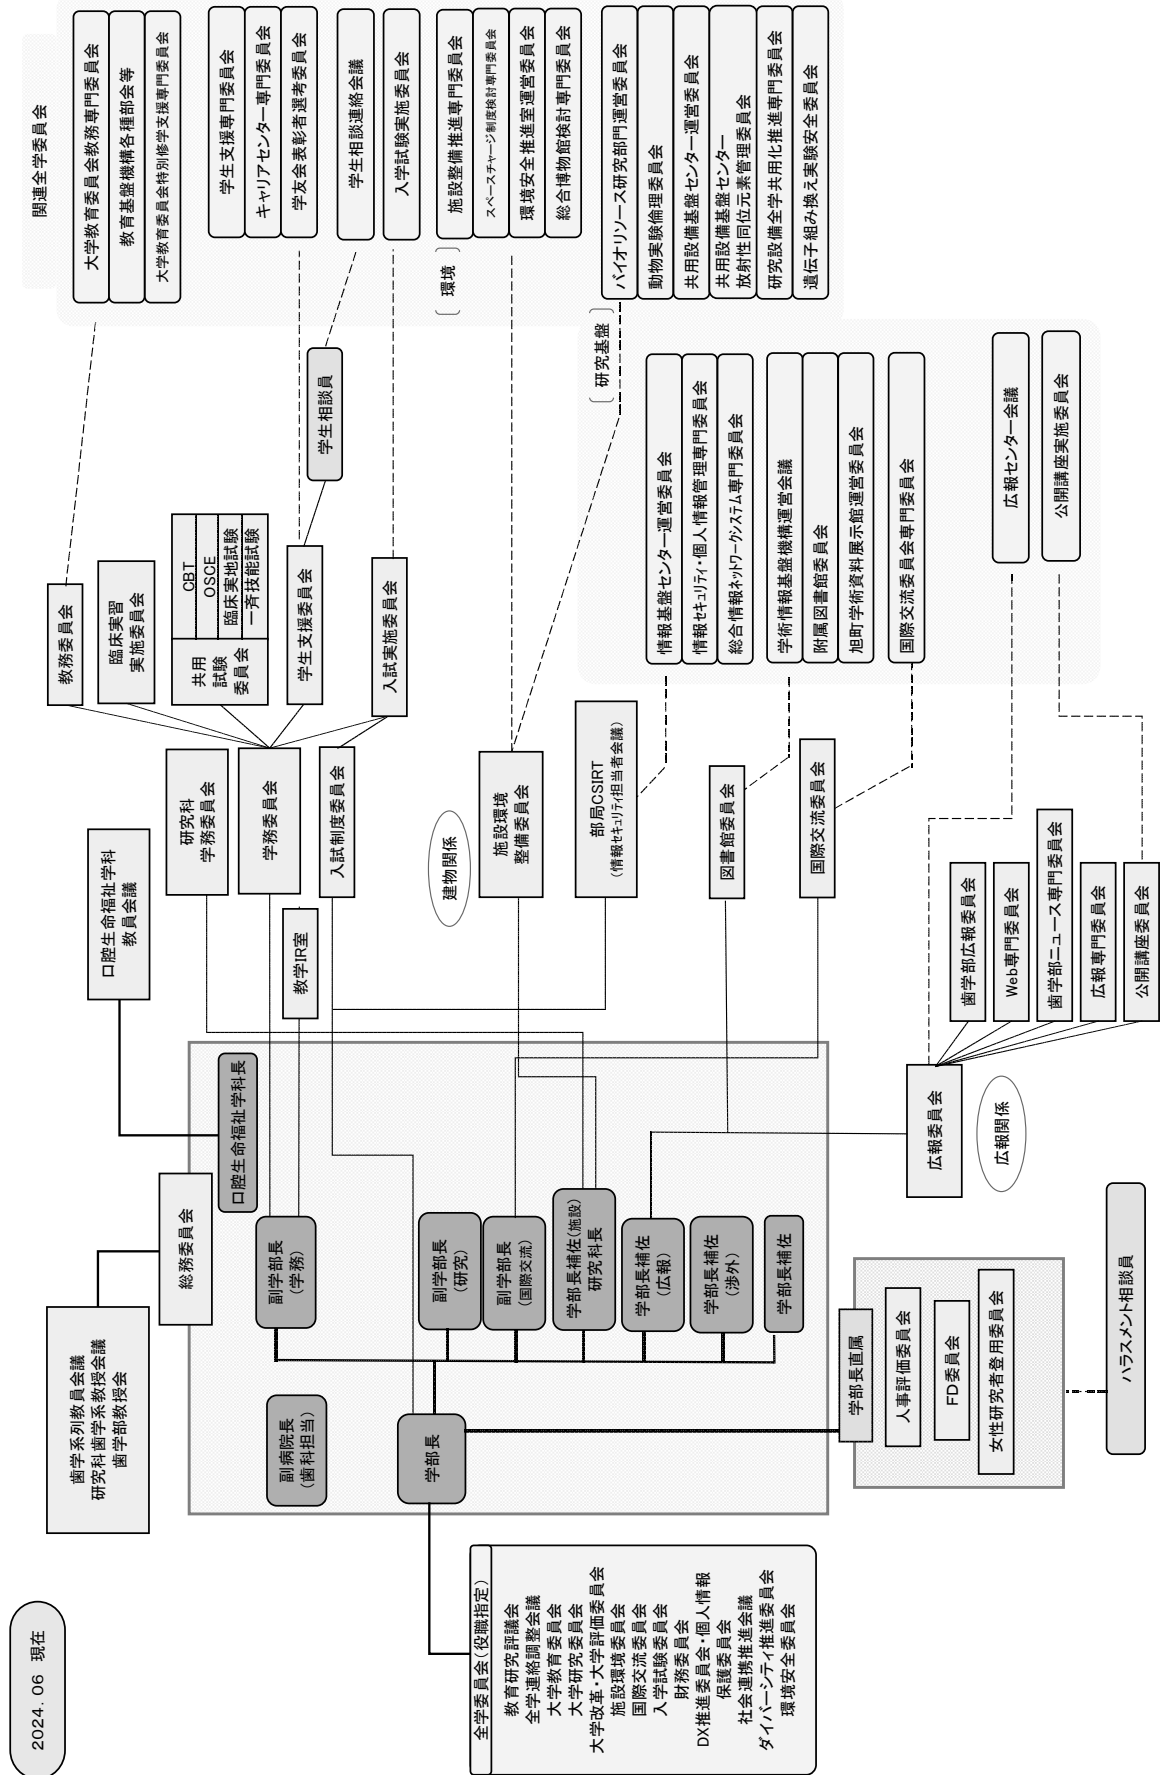 2024. 06 現在
歯学系列教員会議
研究科歯学系教授会議
歯学部教授会
総務委員会
口腔生命福祉学科長
口腔生命福祉学科
教員会議
全学委員会(役職指定)
教育研究評議会
全学連絡調整会議
大学教育委員会
大学研究委員会
大学改革・大学評価委員会
施設環境委員会
国際交流委員会
入学試験委員会
財務委員会
DX推進委員会・個人情報
保護委員会
社会連携推進会議
ダイバーシティ推進委員会
環境安全委員会
副病院長
(歯科担当)
学部長
副学部長
(学務)
副学部長
(研究)
副学部長
(国際交流)
学部長補佐(施設)
研究科長
学部長補佐
(広報)
学部長補佐
(渉外)
学部長補佐
学部長直属
人事評価委員会
FD委員会
女性研究者登用委員会
ハラスメント相談員
研究科
学務委員会
学務委員会
教学IR室
入試制度委員会
建物関係
施設環境
整備委員会
部局CSIRT
(情報セキュリティ担当者会議)
図書館委員会
国際交流委員会
広報委員会
広報関係
歯学部広報委員会
Web専門委員会
歯学部ニュース専門委員会
広報専門委員会
公開講座委員会
教務委員会
臨床実習
実施委員会
共用
試験
委員会
CBT
OSCE
臨床実地試験
一斉技能試験
学生支援委員会
学生相談員
入試実施委員会
関連全学委員会
大学教育委員会教務専門委員会
教育基盤機構各種部会等
大学教育委員会特別修学支援専門委員会
学生支援専門委員会
キャリアセンター専門委員会
学友会表彰者選考委員会
学生相談連絡会議
入学試験実施委員会
[環境]
施設整備推進専門委員会
スペースチャージ制度検討専門委員会
環境安全推進室運営委員会
総合博物館検討専門委員会
[研究基盤]
バイオリソース研究部門運営委員会
動物実験倫理委員会
共用設備基盤センター運営委員会
共用設備基盤センター
放射性同位元素管理委員会
研究設備全学共用化推進専門委員会
遺伝子組み換え実験安全委員会
情報基盤センター運営委員会
情報セキュリティ・個人情報管理専門委員会
総合情報ネットワークシステム専門委員会
学術情報基盤機構運営会議
附属図書館委員会
旭町学術資料展示館運営委員会
国際交流委員会専門委員会
広報センター会議
公開講座実施委員会